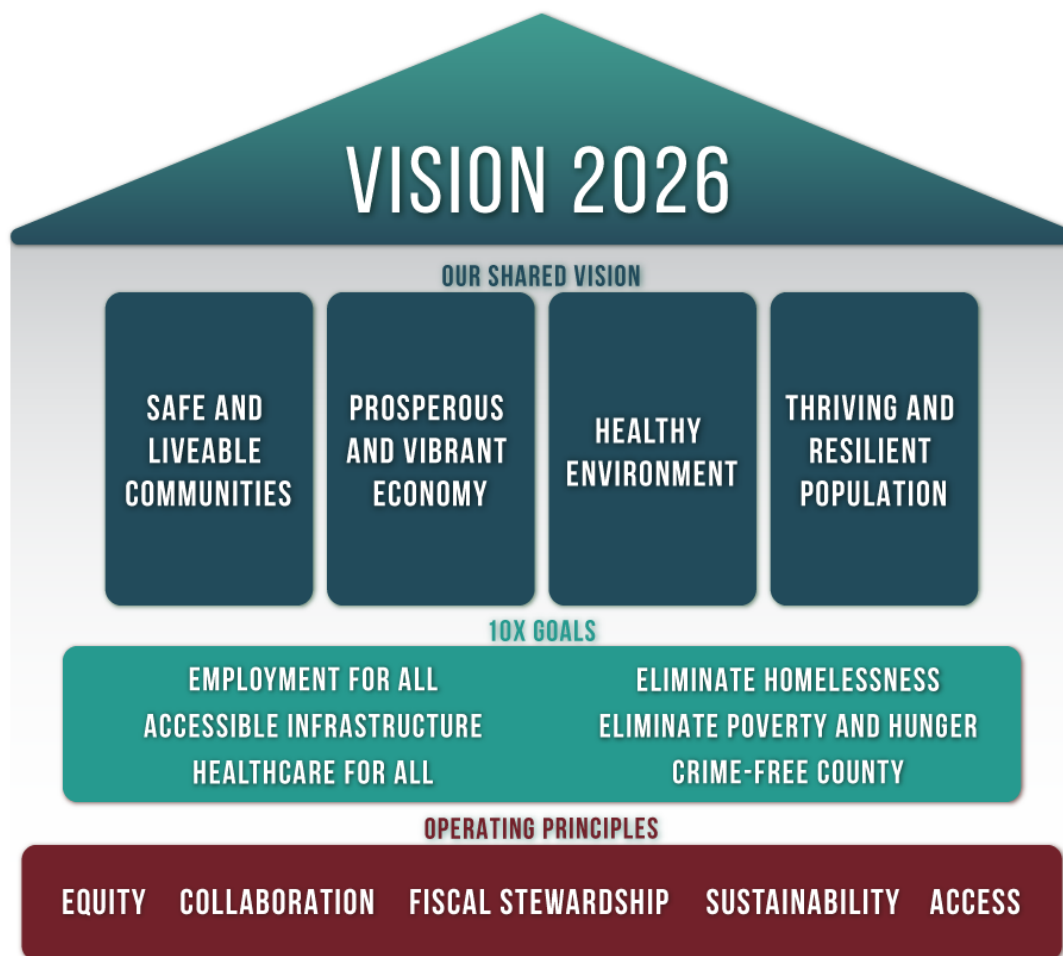 VISION 2026
OUR SHARED VISION
SAFE AND
LIVEABLE
COMMUNITIES
PROSPEROUS
AND VIBRANT
ECONOMY
HEALTHY
ENVIRONMENT
THRIVING AND
RESILIENT
POPULATION
10X GOALS
EMPLOYMENT FOR ALL
ACCESSIBLE INFRASTRUCTURE
HEALTHCARE FOR ALL
ELIMINATE HOMELESSNESS
ELIMINATE POVERTY AND HUNGER
CRIME-FREE COUNTY
OPERATING PRINCIPLES
EQUITY COLLABORATION FISCAL STEWARDSHIP SUSTAINABILITY ACCESS